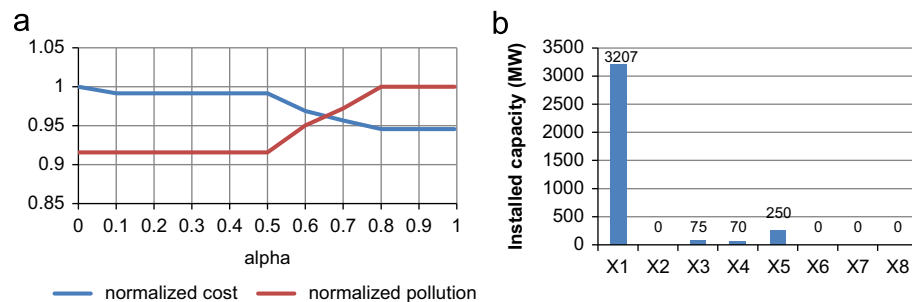 a
1.05
1
0.95
0.9
0.85
0 0.1 0.2 0.3 0.4 0.5 0.6 0.7 0.8 0.9 1
alpha
normalized cost normalized pollution
b
Installed capacity (MW)
3500
3000
2500
2000
1500
1000
500
0
3207 0 75 70 250 0 0 0
X1 X2 X3 X4 X5 X6 X7 X8